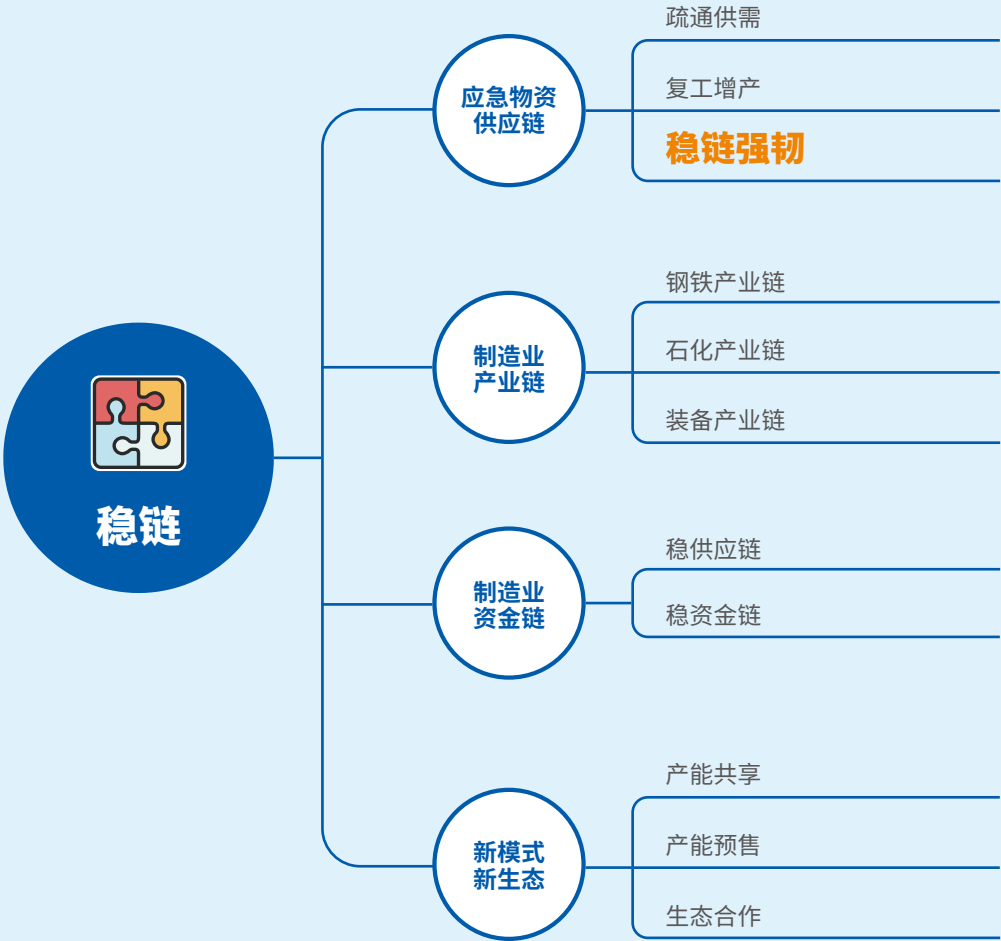 稳链
应急物资
供应链
疏通供需
复工增产
稳链强韧
制造业
产业链
钢铁产业链
石化产业链
装备产业链
制造业
资金链
稳供应链
稳资金链
新模式
新生态
产能共享
产能预售
生态合作